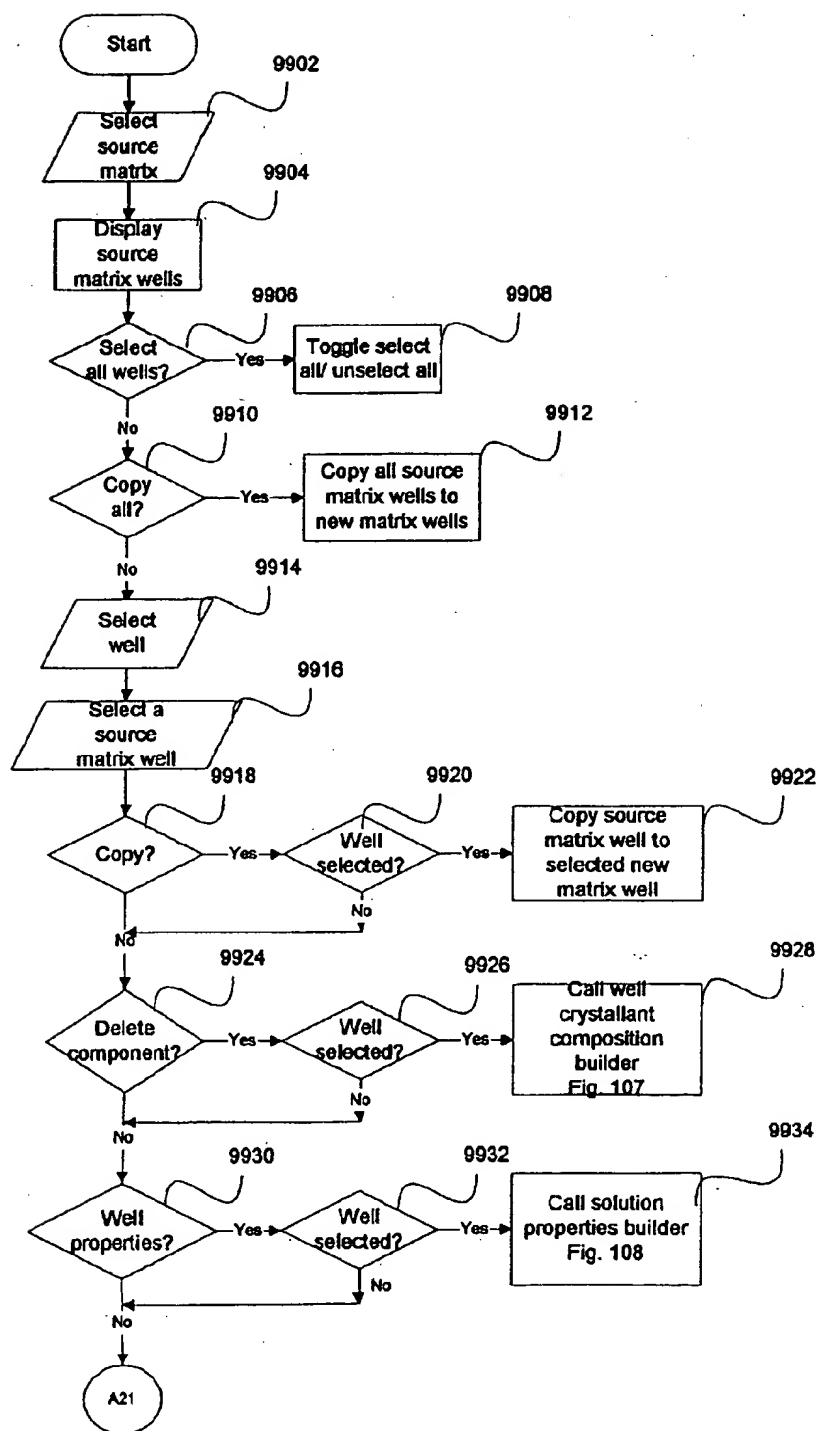 Start
9902
Select
source
matrix
9904
Display
source
matrix wells
9906
Select
all wells?
Yes
9908
Toggle select
all/ unselect all
No
9910
Copy
all?
Yes
9912
Copy all source
matrix wells to
new matrix wells
No
9914
Select
well
9916
Select a
source
matrix well
9918
Copy?
Yes
9920
Well
selected?
Yes
9922
Copy source
matrix well to
selected new
matrix well
No
No
9924
Delete
component?
Yes
9926
Well
selected?
Yes
9928
Call well
crystallant
composition
builder
Fig. 107
No
No
9930
Well
properties?
Yes
9932
Well
selected?
Yes
9934
Call solution
properties builder
Fig. 108
No
No
A21